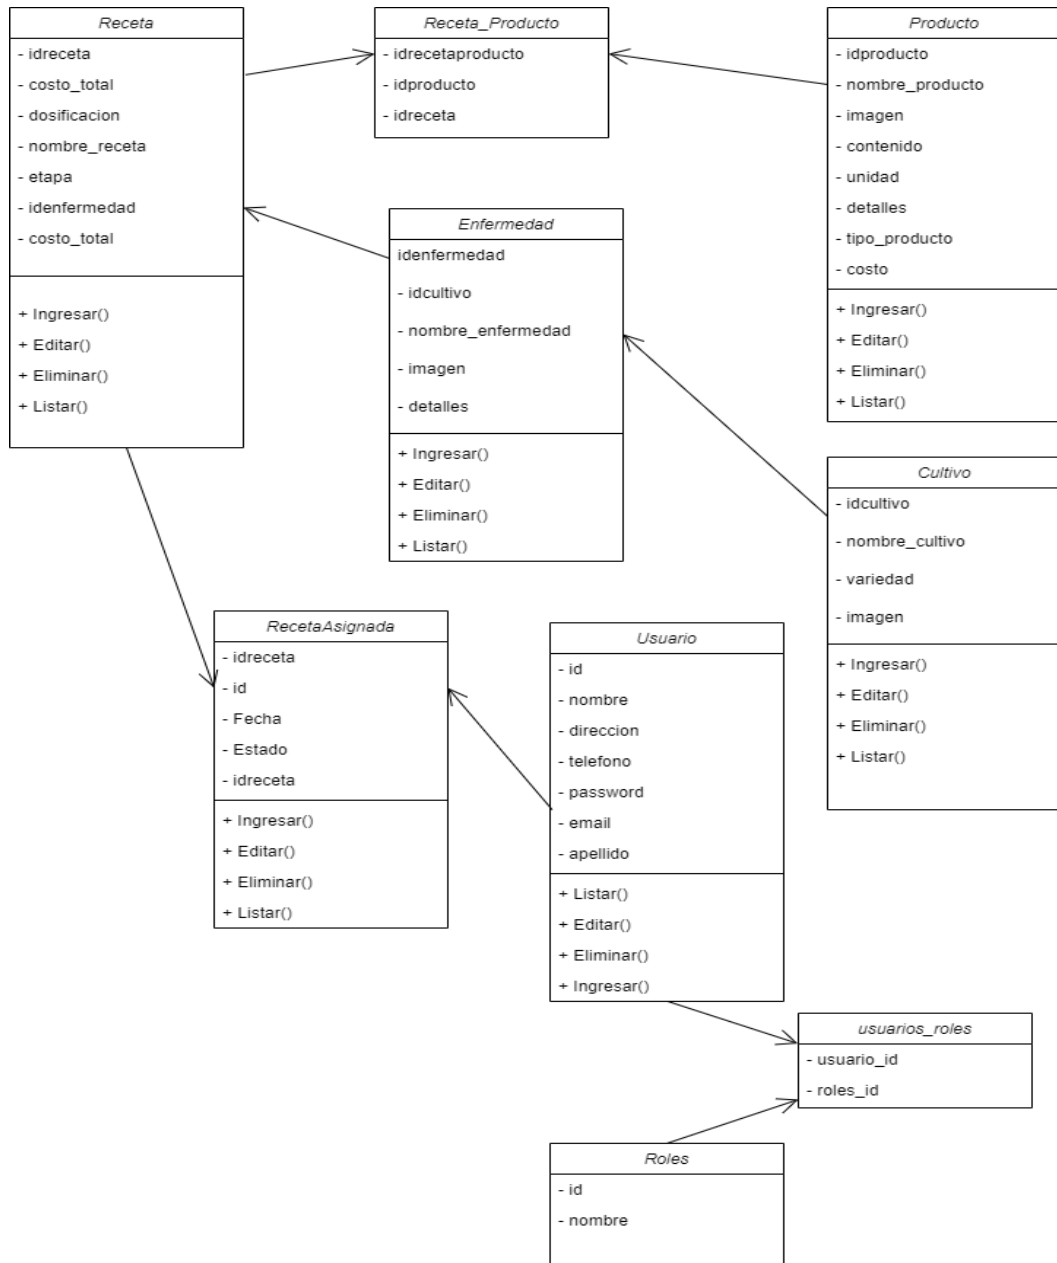 Receta
- idreceta
- costo_total
- dosificacion
- nombre_receta
- etapa
- idenfermedad
- costo_total
+ Ingresar()
+ Editar()
+ Eliminar()
+ Listar()
Receta_Producto
- idrecetaproducto
- idproducto
- idreceta
Producto
- idproducto
- nombre_producto
- imagen
- contenido
- unidad
- detalles
- tipo_producto
- costo
+ Ingresar()
+ Editar()
+ Eliminar()
+ Listar()
Enfermedad
idenfermedad
- idcultivo
- nombre_enfermedad
- imagen
- detalles
+ Ingresar()
+ Editar()
+ Eliminar()
+ Listar()
Cultivo
- idcultivo
- nombre_cultivo
- variedad
- imagen
+ Ingresar()
+ Editar()
+ Eliminar()
+ Listar()
RecetaAsignada
- idreceta
- id
- Fecha
- Estado
- idreceta
+ Ingresar()
+ Editar()
+ Eliminar()
+ Listar()
Usuario
- id
- nombre
- direccion
- telefono
- password
- email
- apellido
+ Listar()
+ Editar()
+ Eliminar()
+ Ingresar()
usuarios_roles
- usuario_id
- roles_id
Roles
- id
- nombre